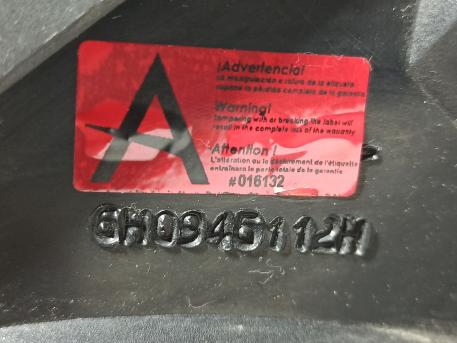 A
¡Advertencia!
La manipulación o rotura de la etiqueta
supone la pérdida completa de la garantía
Warning!
Tampering with or breaking the label will
result in the complete loss of the warranty
Attention !
L'altération ou le déchirement de l'étiquette
entraînera la perte totale de la garantie
#016132